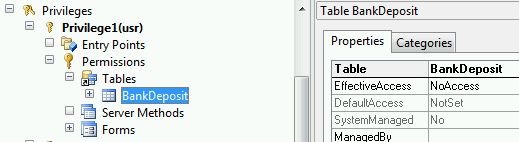 Privileges
Privilege1(usr)
Entry Points
Permissions
Tables
BankDeposit
Server Methods
Forms
Table BankDeposit
Properties Categories
Table BankDeposit
EffectiveAccess NoAccess
DefaultAccess NotSet
SystemManaged No
ManagedBy